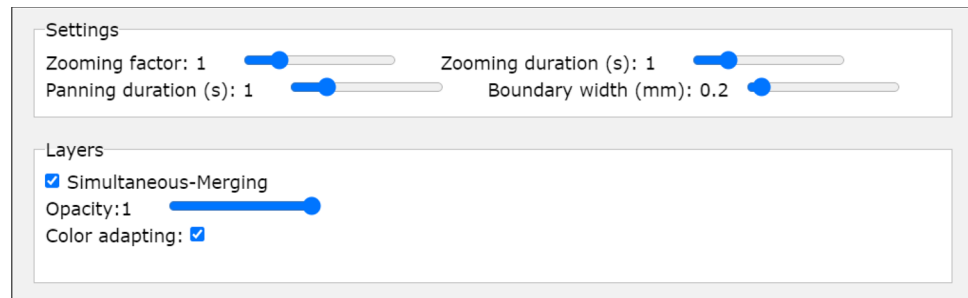 Settings
Zooming factor: 1 Zooming duration (s): 1
Panning duration (s): 1 Boundary width (mm): 0.2
Layers
Simultaneous-Merging
Opacity:1
Color adapting: